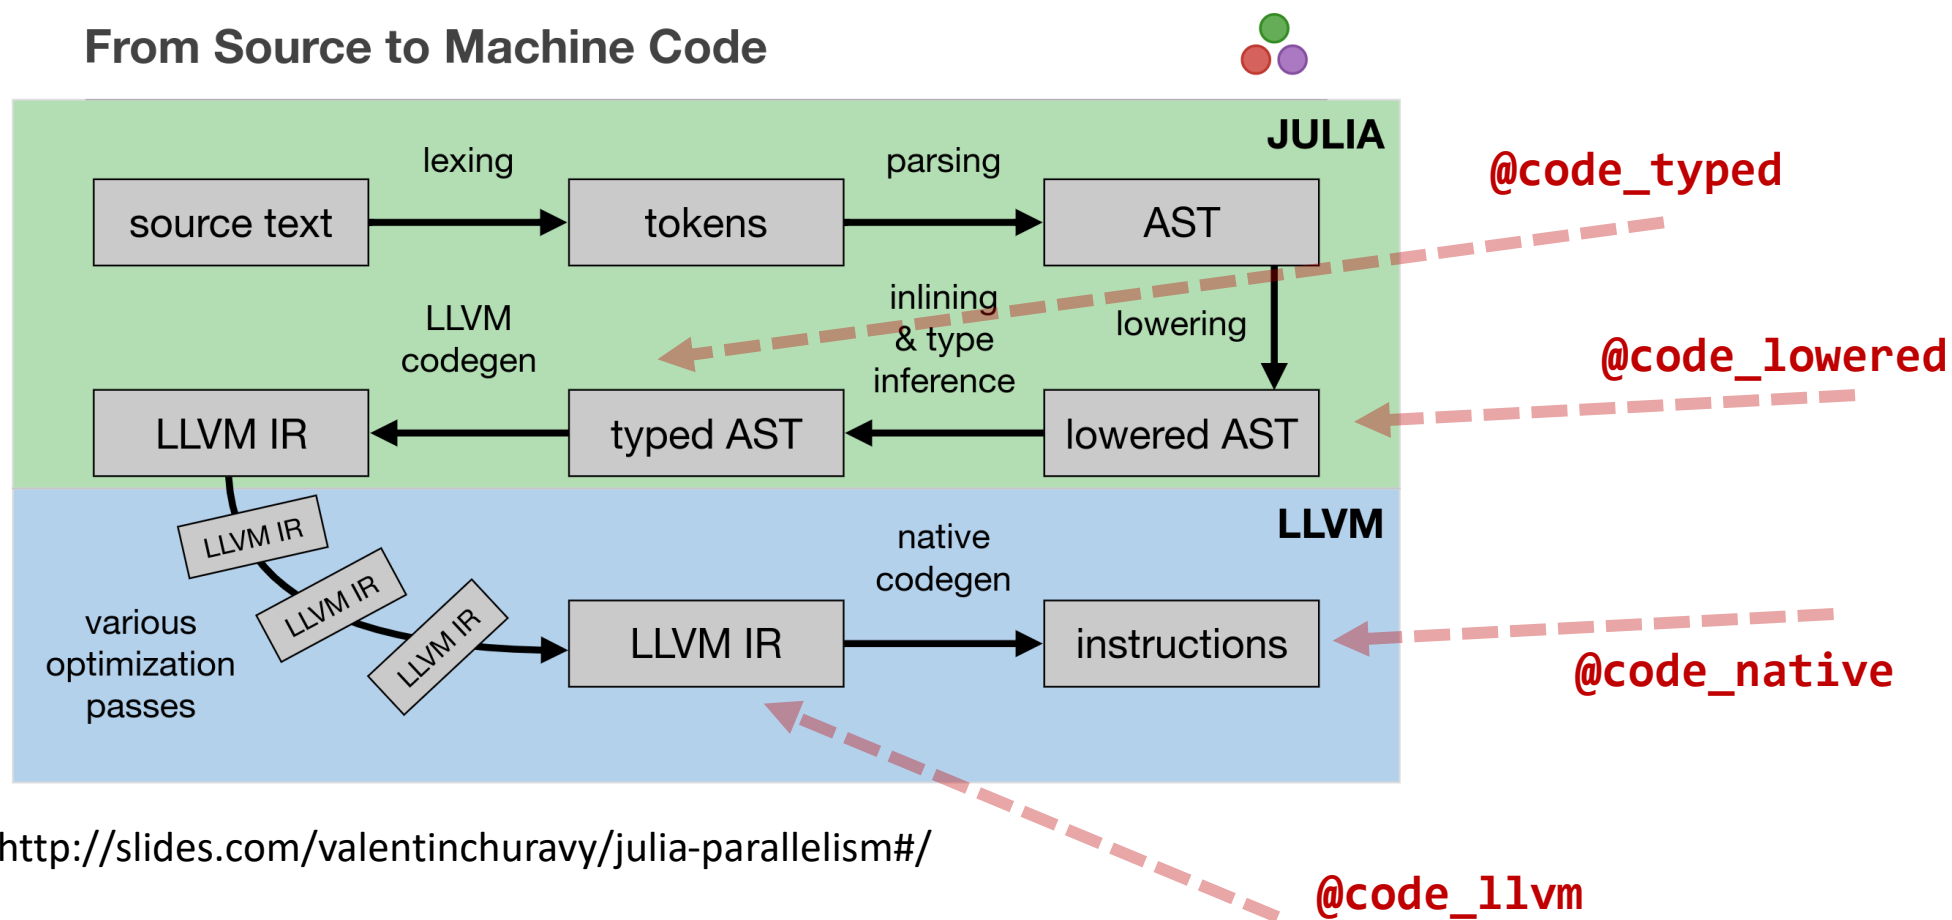 From Source to Machine Code
JULIA
lexing
parsing
@code_typed
source text
tokens
AST
LLVM
codegen
inlining
& type
inference
lowering
@code_lowered
LLVM IR
typed AST
lowered AST
LLVM
LLVM IR
LLVM IR
LLVM IR
native
codegen
various
optimization
passes
LLVM IR
instructions
@code_native
http://slides.com/valentinchuravy/julia-parallelism#/
@code_llvm